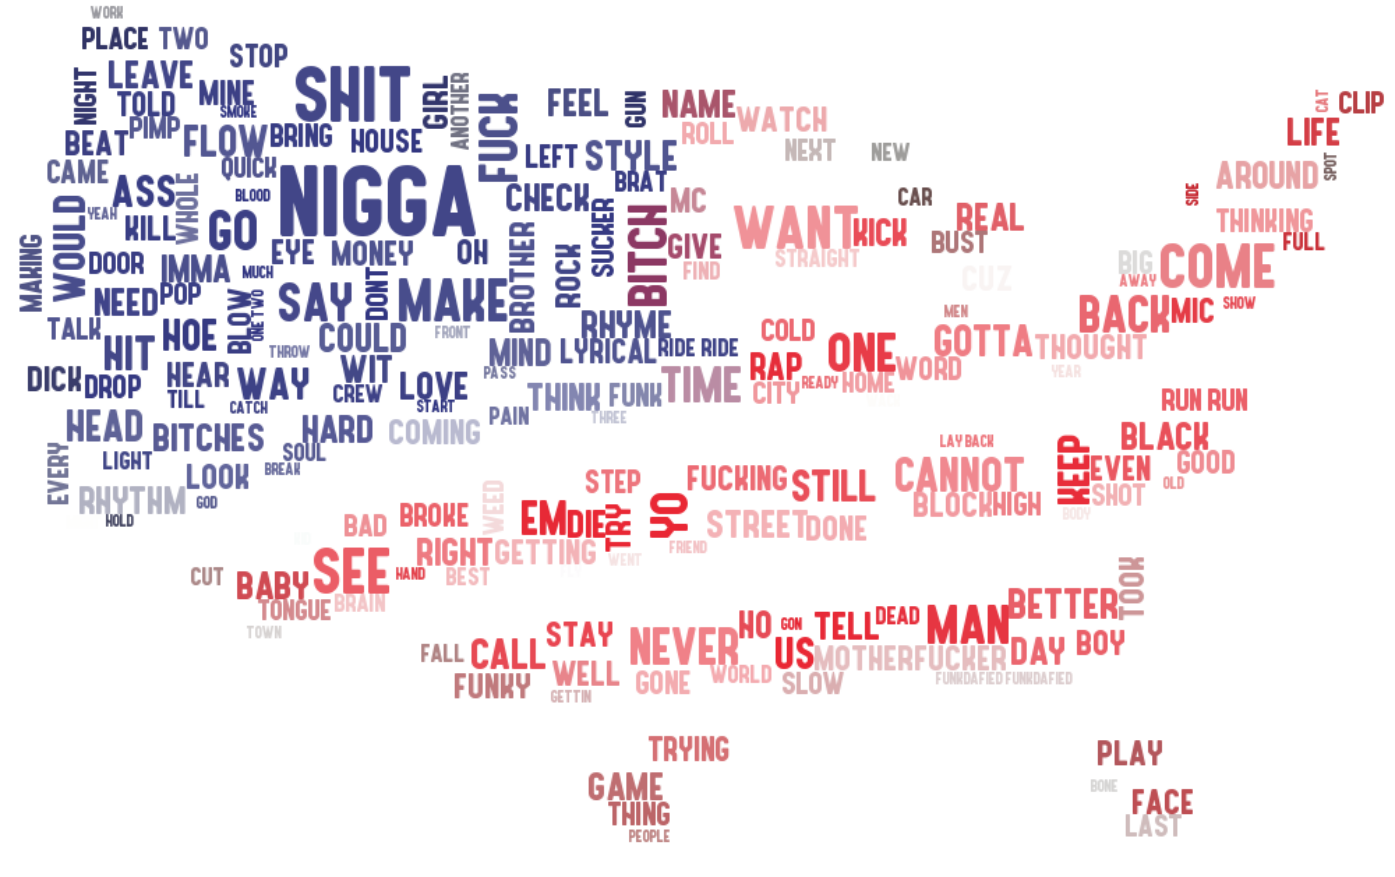 WORK
PLACE TWO
STOP
LEAVE
NIGHT
TOLD
MINE
SMOKE
SHIT
GIRL
ANOTHER
FUCK
FEEL
GUN
NAME
WATCH
ROLL
CAT
CLIP
LIFE
BEAT
PIMP
FLOW
BRING
HOUSE
LEFT
STYLE
NEXT
NEW
SPOT
AROUND
CAME
QUICK
ASS
WHOLE
BLOOD
NIGGA
CHECK
BRAT
MC
CAR
SIDE
YEAH
WOULD
KILL
GO
SUCKER
BITCH
WANT
KICK
REAL
THINKING
MAKING
DOOR
IMMA
MUCH
EYE
MONEY
OH
BROTHER
ROCK
GIVE
FIND
STRAIGHT
BUST
FULL
BIG
COME
AWAY
CUZ
NEED
POP
BLOW
ONE TWO
SAY
DONT
MAKE
RHYME
MEN
BACK
MIC
SHOW
TALK
HIT
HOE
THROW
COULD
FRONT
MIND
LYRICAL
RIDE RIDE
COLD
ONE
GOTTA
THOUGHT
YEAR
DICK
DROP
HEAR
WAY
WIT
CREW
LOVE
PASS
THINK
FUNK
TIME
RAP
CITY
READY
HOME
WORD
TILL
CATCH
START
PAIN
THREE
RUN RUN
HEAD
BITCHES
HARD
COMING
LAY BACK
KEEP
BLACK
EVERY
LIGHT
SOUL
LOOK
BREAK
STEP
FUCKING
STILL
CANNOT
EVEN
GOOD
OLD
RHYTHM
GOD
HOLD
WEED
BLOCK
HIGH
SHOT
BODY
BAD
BROKE
EM
DIE
TRY
YO
STREET
DONE
RIGHT
GETTING
WENT
FRIEND
CUT
BABY
SEE
HAND
BEST
TOOK
TONGUE
BRAIN
TOWN
STAY
NEVER
HO
GON
TELL
DEAD
MAN
BETTER
FALL
CALL
WELL
US
MOTHERFUCKER
DAY
BOY
FUNKY
GETTIN
GONE
WORLD
SLOW
FUNKDAFIED FUNKDAFIED
TRYING
PLAY
GAME
BONE
THING
FACE
PEOPLE
LAST